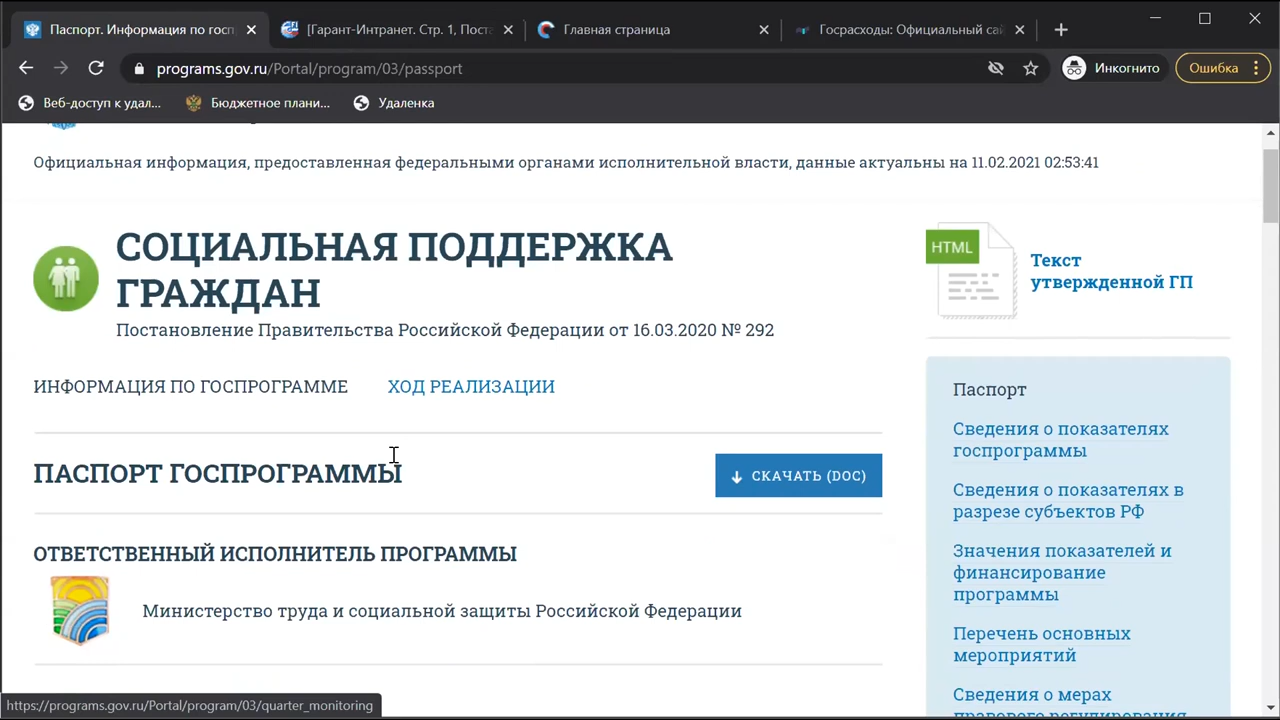 Паспорт. Информация по госп
[Гарант-Интранет. Стр. 1, Поста
Главная страница
Госрасходы: Официальный сай
programs.gov.ru/Portal/program/03/passport
Инкогнито
Ошибка
Веб-доступ к удал...
Бюджетное плани...
Удаленка
Официальная информация, предоставленная федеральными органами исполнительной власти, данные актуальны на 11.02.2021 02:53:41
СОЦИАЛЬНАЯ ПОДДЕРЖКА
ГРАЖДАН
Постановление Правительства Российской Федерации от 16.03.2020 № 292
HTML
Текст
утвержденной ГП
ИНФОРМАЦИЯ ПО ГОСПРОГРАММЕ
ХОД РЕАЛИЗАЦИИ
ПАСПОРТ ГОСПРОГРАММЫ
СКАЧАТЬ (DOC)
ОТВЕТСТВЕННЫЙ ИСПОЛНИТЕЛЬ ПРОГРАММЫ
Министерство труда и социальной защиты Российской Федерации
Паспорт
Сведения о показателях
госпрограммы
Сведения о показателях в
разрезе субъектов РФ
Значения показателей и
финансирование
программы
Перечень основных
мероприятий
Сведения о мерах
правового регулирования
https://programs.gov.ru/Portal/program/03/quarter_monitoring